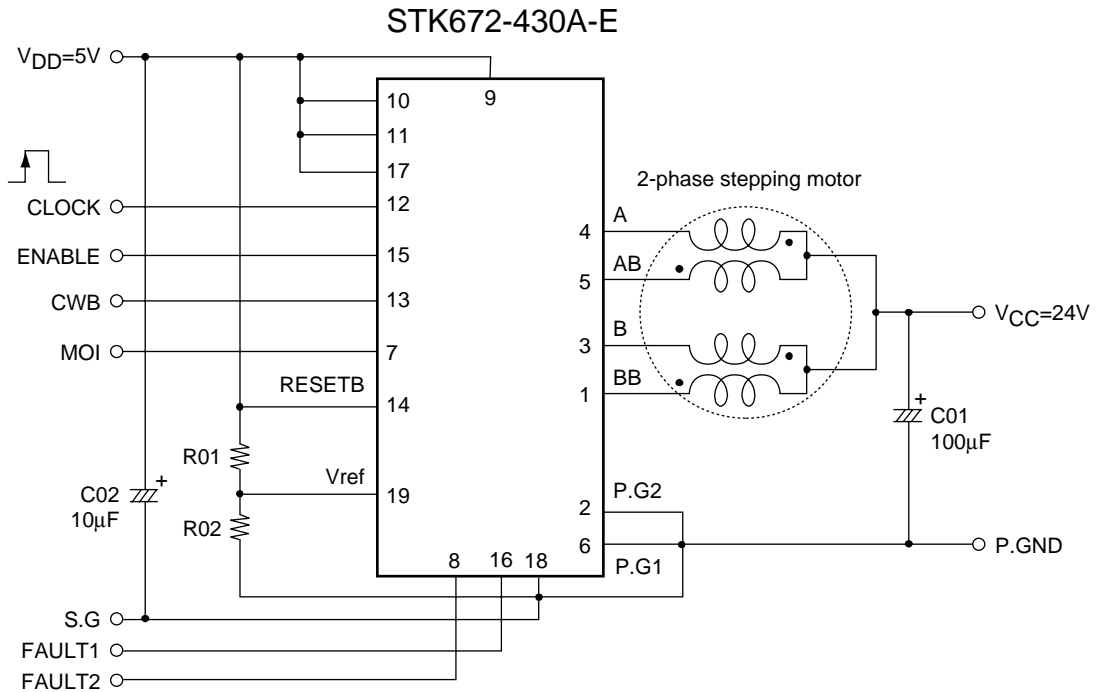 STK672-430A-E
VDD=5V
9
10
11
17
2-phase stepping motor
CLOCK
12
A
4
ENABLE
15
AB
5
CWB
13
VCC=24V
B
3
MOI
7
BB
1
RESETB
14
C01
100µF
R01
Vref
19
C02
10µF
R02
P.G2
2
6
P.GND
P.G1
8
16
18
S.G
FAULT1
FAULT2
+
+